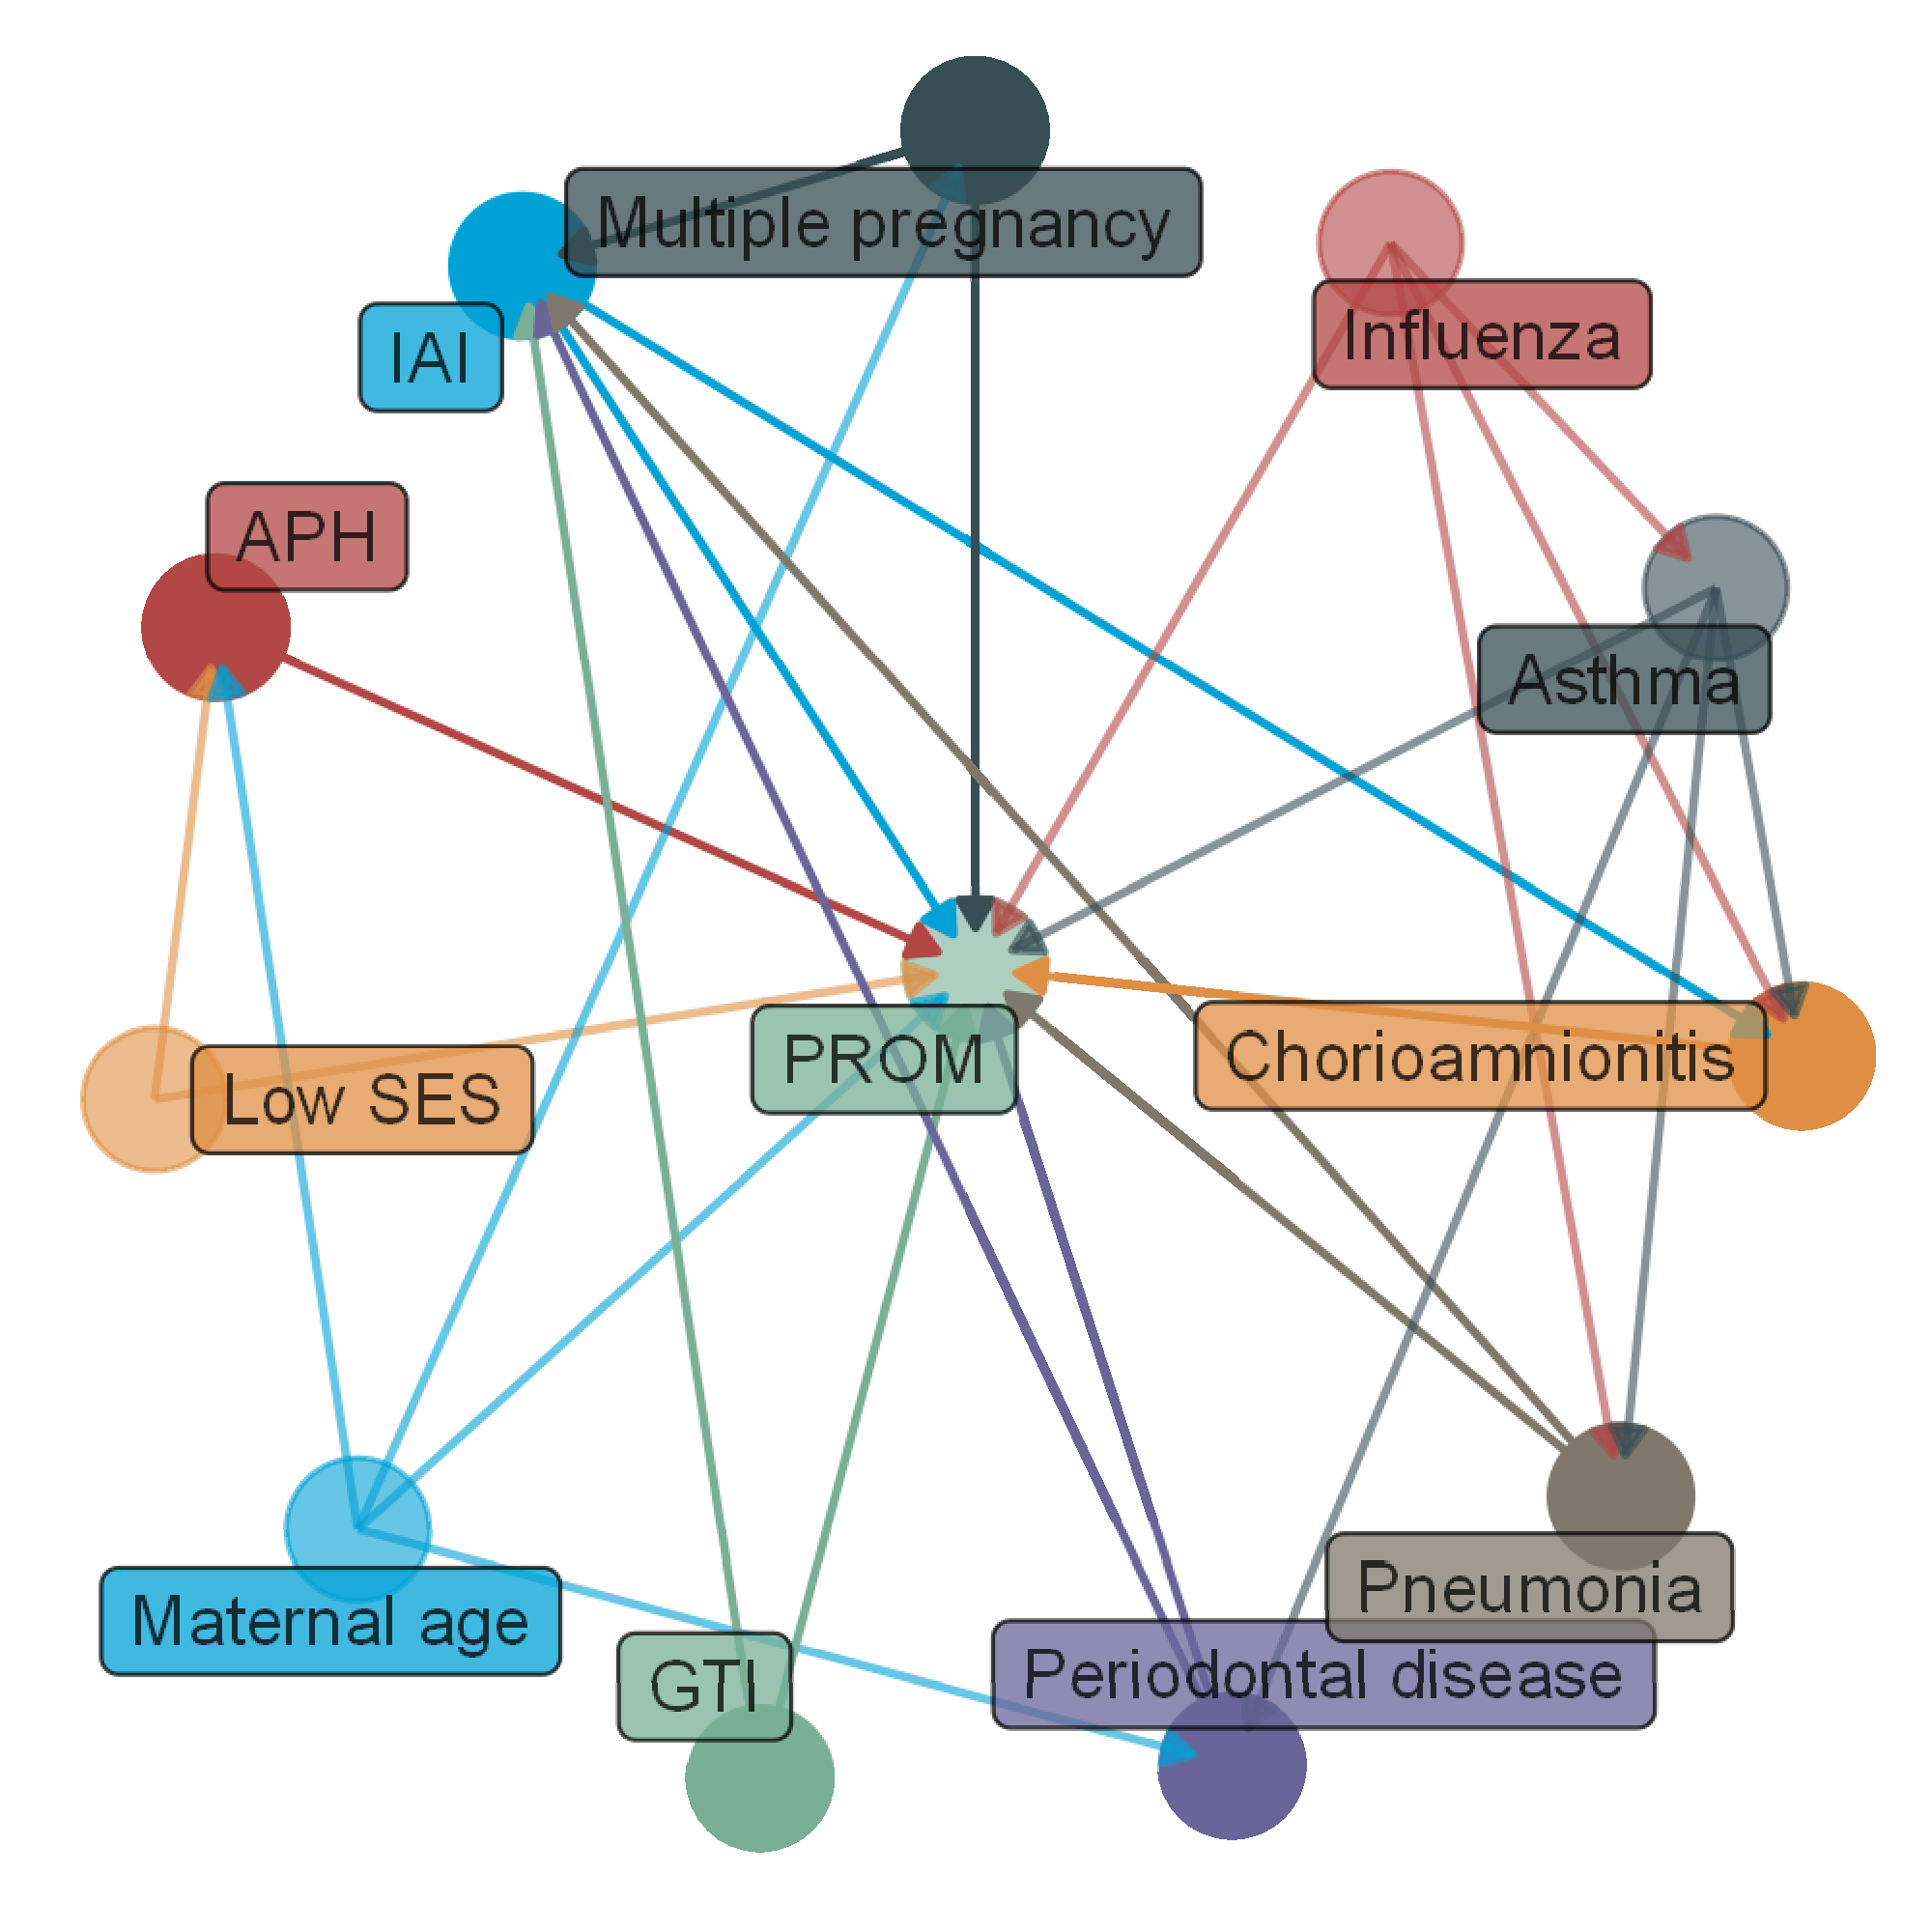 Multiple pregnancy
Influenza
IAI
APH
Asthma
PROM
Chorioamnionitis
Low SES
Pneumonia
Maternal age
GTI
Periodontal disease